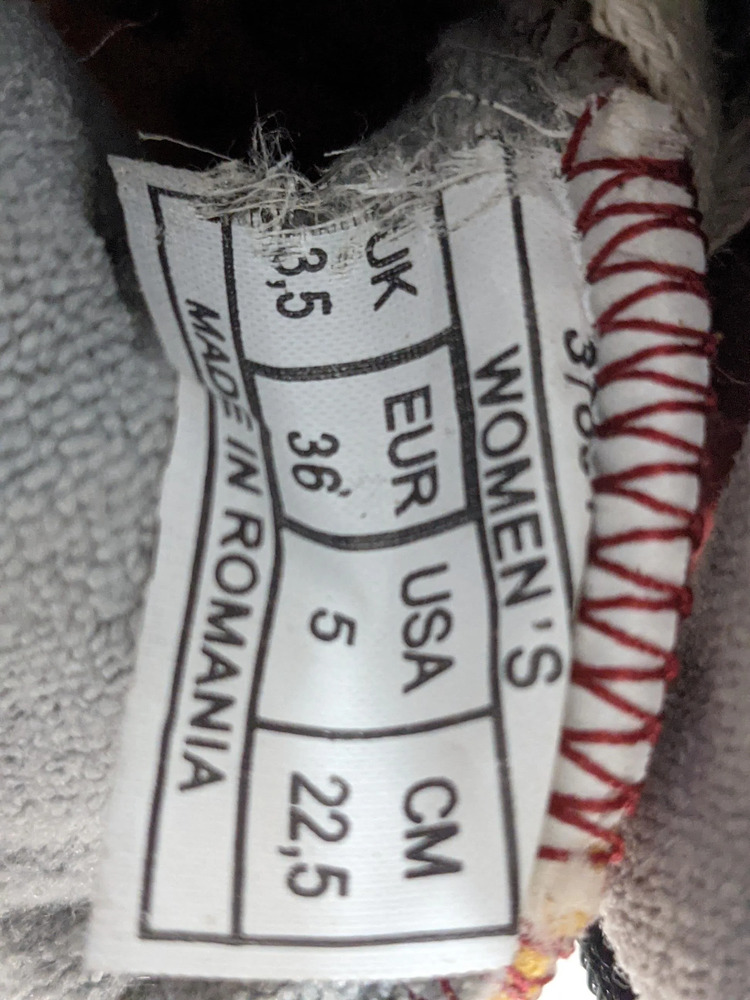 WOMEN'S
UK EUR USA CM
3,5 36 5 22,5
MADE IN ROMANIA